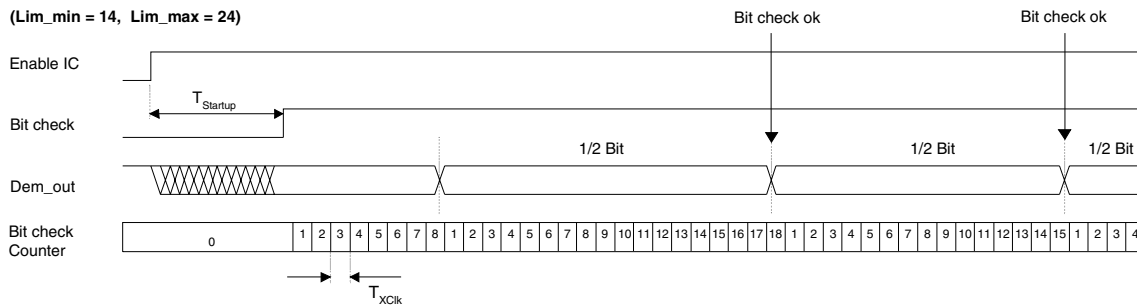 (Lim_min = 14, Lim_max = 24)
Bit check ok
Bit check ok
Enable IC
T_Startup
Bit check
1/2 Bit
1/2 Bit
1/2 Bit
Dem_out
Bit check Counter
0
1 2 3 4 5 6 7 8 1 2 3 4 5 6 7 8 9 10 11 12 13 14 15 16 17 18 1 2 3 4 5 6 7 8 9 10 11 12 13 14 15 1 2 3 4
T_XClk